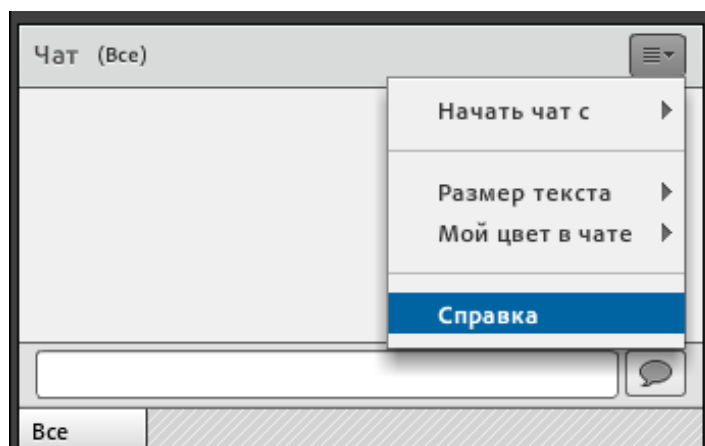 Чат (Все)
Начать чат с
Размер текста
Мой цвет в чате
Справка
Все